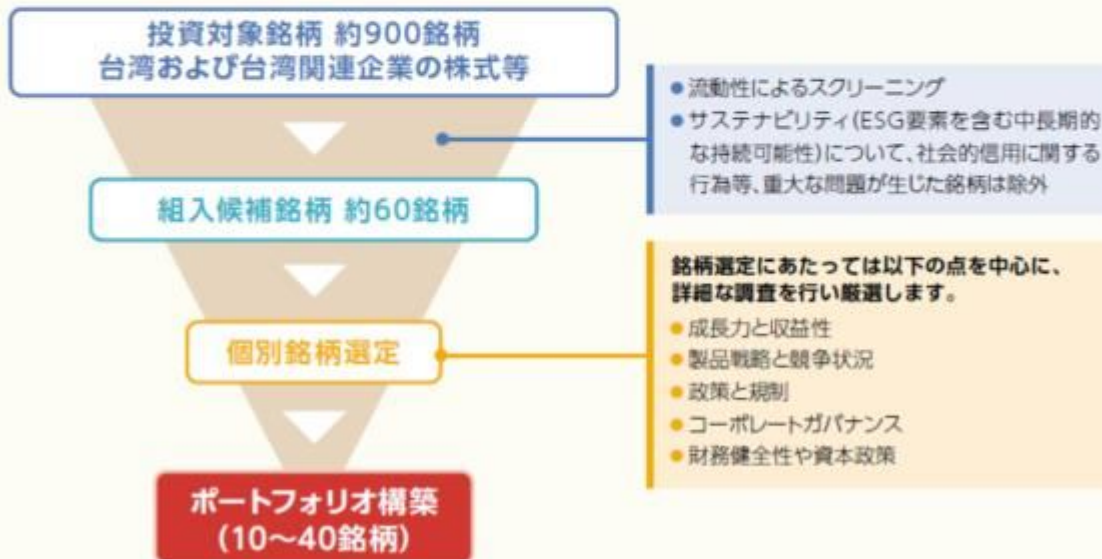 投資対象銘柄 約900銘柄
台湾および台湾関連企業の株式等
●流動性によるスクリーニング
●サステナビリティ(ESG要素を含む中長期的
な持続可能性)について、社会的信用に関する
行為等、重大な問題が生じた銘柄は除外
組入候補銘柄 約60銘柄
銘柄選定にあたっては以下の点を中心に、
詳細な調査を行い厳選します。
●成長力と収益性
●製品戦略と競争状況
●政策と規制
●コーポレートガバナンス
●財務健全性や資本政策
個別銘柄選定
ポートフォリオ構築
(10〜40銘柄)